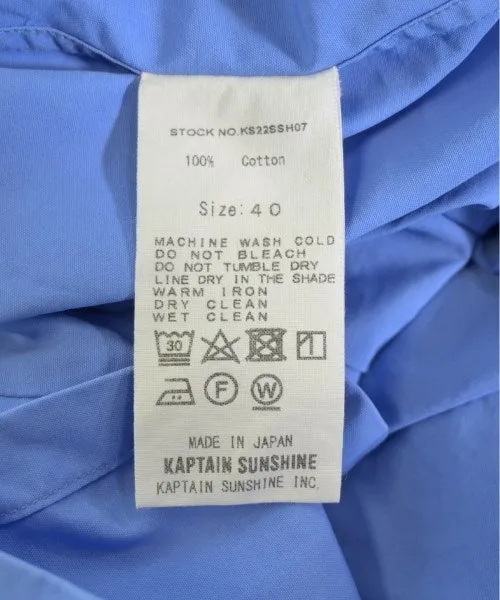 STOCK NO.KS22SSH07
100% Cotton
Size:40
MACHINE WASH COLD
DO NOT BLEACH
DO NOT TUMBLE DRY
LINE DRY IN THE SHADE
WARM IRON
DRY CLEAN
WET CLEAN
30
F W
MADE IN JAPAN
KAPTAIN SUNSHINE
KAPTAIN SUNSHINE INC.